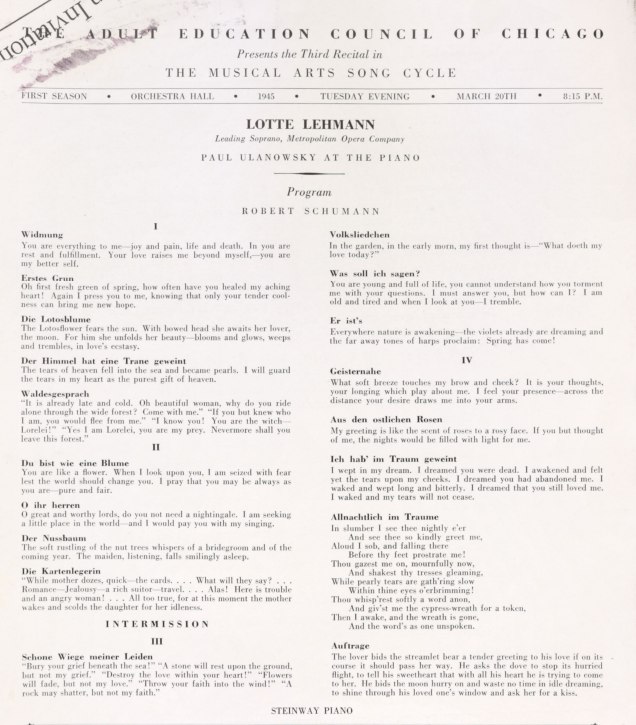 n Invitation
THE ADULT EDUCATION COUNCIL OF CHICAGO
Presents the Third Recital in
THE MUSICAL ARTS SONG CYCLE
FIRST SEASON • ORCHESTRA HALL • 1945 • TUESDAY EVENING • MARCH 20TH • 8:15 P.M.
LOTTE LEHMANN
Leading Soprano, Metropolitan Opera Company
PAUL ULANOWSKY AT THE PIANO
Program
ROBERT SCHUMANN
I
Widmung
You are everything to me—joy and pain, life and death. In you are
rest and fulfillment. Your love raises me beyond myself,—you are
my better self.
Erstes Grun
Oh first fresh green of spring, how often have you healed my aching
heart! Again I press you to me, knowing that only your tender cool-
ness can bring me new hope.
Die Lotosblume
The Lotosflower fears the sun. With bowed head she awaits her lover,
the moon. For him she unfolds her beauty—blooms and glows, weeps
and trembles, in love's ecstasy.
Der Himmel hat eine Trane geweint
The tears of heaven fell into the sea and became pearls. I will guard
the tears in my heart as the purest gift of heaven.
Waldesgesprach
"It is already late and cold. Oh beautiful woman, why do you ride
alone through the wide forest? Come with me." "If you but knew who
I am, you would flee from me." "I know you! You are the witch—
Lorelei!" "Yes I am Lorelei, you are my prey. Nevermore shall you
leave this forest."
II
Du bist wie eine Blume
You are like a flower. When I look upon you, I am seized with fear
lest the world should change you. I pray that you may be always as
you are—pure and fair.
O ihr herren
O great and worthy lords, do you not need a nightingale. I am seeking
a little place in the world—and I would pay you with my singing.
Der Nussbaum
The soft rustling of the nut trees whispers of a bridegroom and of the
coming year. The maiden, listening, falls smilingly asleep.
Die Kartenlegerin
"While mother dozes, quick—the cards. . . . What will they say? . . .
Romance—Jealousy—a rich suitor—travel. . . . Alas! Here is trouble
and an angry woman! . . . All too true, for at this moment the mother
wakes and scolds the daughter for her idleness.
INTERMISSION
III
Schone Wiege meiner Leiden
"Bury your grief beneath the sea!" "A stone will rest upon the ground,
but not my grief." "Destroy the love within your heart!" "Flowers
will fade, but not my love." "Throw your faith into the wind!" "A
rock may shatter, but not my faith."
Volksliedchen
In the garden, in the early morn, my first thought is—"What doeth my
love today?"
Was soll ich sagen?
You are young and full of life, you cannot understand how you torment
me with your questions. I must answer you, but how can I? I am
old and tired and when I look at you—I tremble.
Er ist's
Everywhere nature is awakening—the violets already are dreaming and
the far away tones of harps proclaim: Spring has come!
IV
Geisternahe
What soft breeze touches my brow and cheek? It is your thoughts,
your longing which play about me. I feel your presence—across the
distance your desire draws me into your arms.
Aus den ostlichen Rosen
My greeting is like the scent of roses to a rosy face. If you but thought
of me, the nights would be filled with light for me.
Ich hab' im Traum geweint
I wept in my dream. I dreamed you were dead. I awakened and felt
yet the tears upon my cheeks. I dreamed you had abandoned me. I
waked and wept long and bitterly. I dreamed that you still loved me.
I waked and my tears will not cease.
Allnachtlich im Traume
In slumber I see thee nightly e'er
And see thee so kindly greet me,
Aloud I sob, and falling there
Before thy feet prostrate me!
Thou gazest me on, mournfully now,
And shakest thy tresses gleaming,
While pearly tears are gath'ring slow
Within thine eyes o'erbrimming!
Thou whisp'rest softly a word anon,
And giv'st me the cypress-wreath for a token,
Then I awake, and the wreath is gone,
And the word's as one unspoken.
Auftrage
The lover bids the streamlet bear a tender greeting to his love if on its
course it should pass her way. He asks the dove to stop its hurried
flight, to tell his sweetheart that with all his heart he is trying to come
to her. He bids the moon hurry on and waste no time in idle dreaming,
to shine through his loved one's window and ask her for a kiss.
STEINWAY PIANO